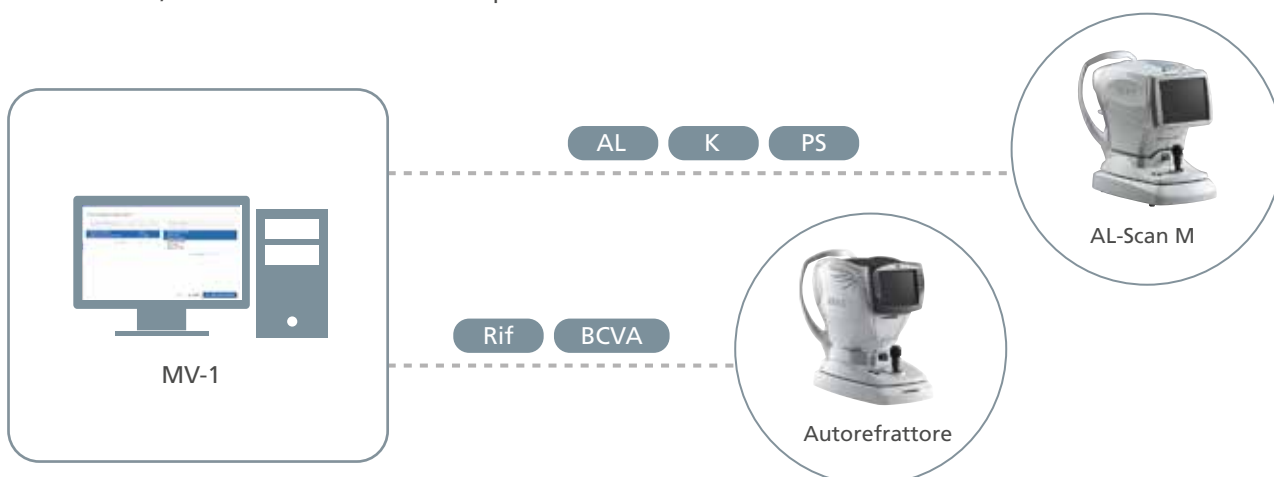 AL K PS
AL-Scan M
Rif BCVA
MV-1
Autorefrattore